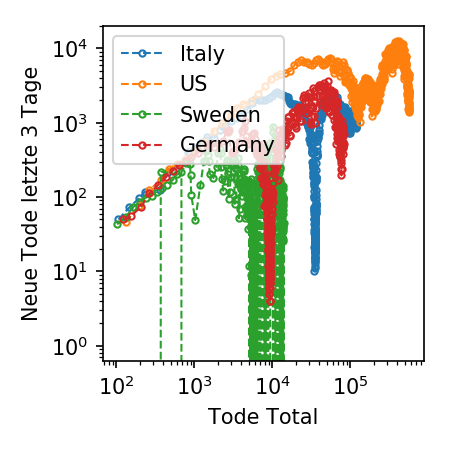 Italy
US
Sweden
Germany
10⁴
10³
10²
10¹
10⁰
Neue Tode letzte 3 Tage
10² 10³ 10⁴ 10⁵
Tode Total